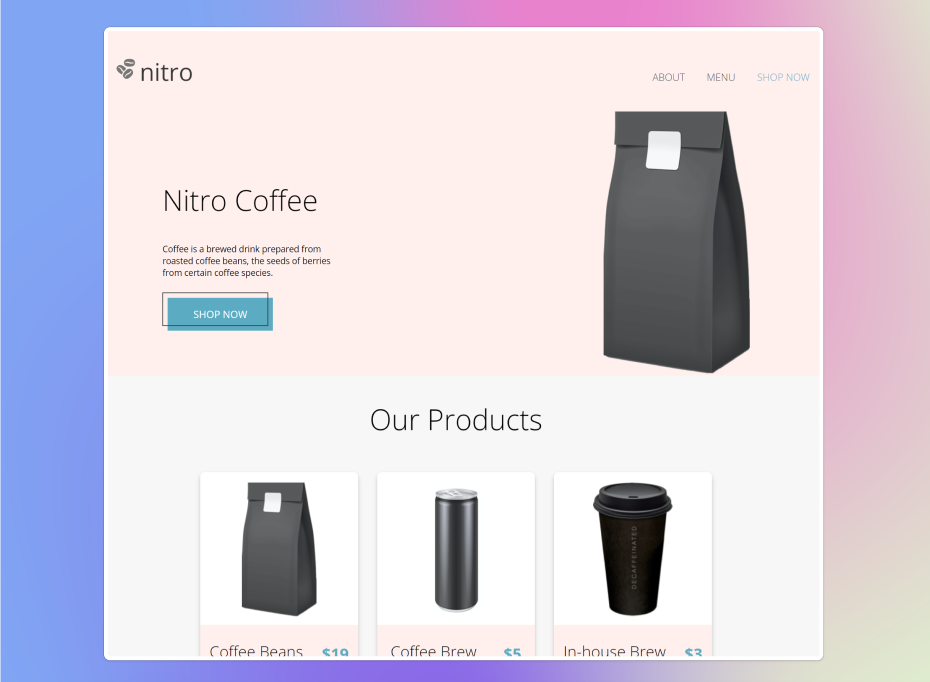 nitro
ABOUT MENU SHOP NOW
Nitro Coffee
Coffee is a brewed drink prepared from
roasted coffee beans, the seeds of berries
from certain coffee species.
SHOP NOW
Our Products
DECAFFEINATED
Coffee Beans $19
Coffee Brew $5
In-house Brew $3